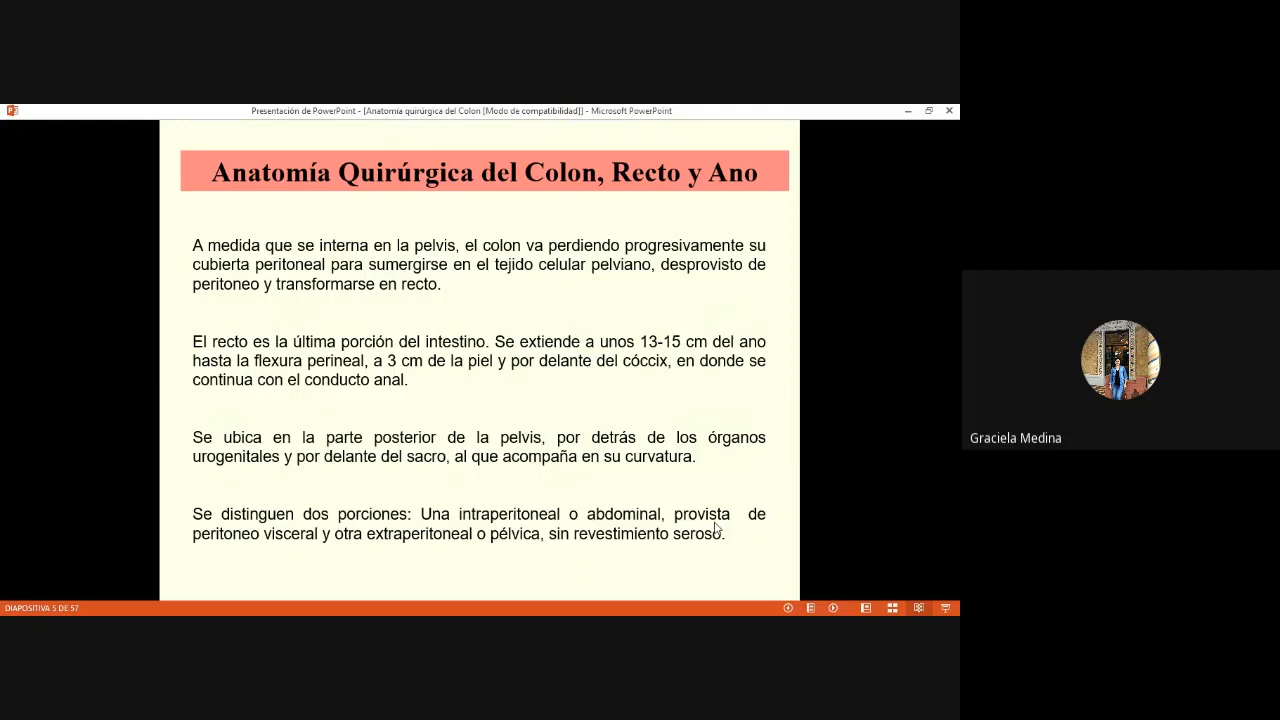 Presentación de PowerPoint - [Anatomía quirúrgica del Colon [Modo de compatibilidad]] - Microsoft PowerPoint
Anatomía Quirúrgica del Colon, Recto y Ano
A medida que se interna en la pelvis, el colon va perdiendo progresivamente su
cubierta peritoneal para sumergirse en el tejido celular pelviano, desprovisto de
peritoneo y transformarse en recto.
El recto es la última porción del intestino. Se extiende a unos 13-15 cm del ano
hasta la flexura perineal, a 3 cm de la piel y por delante del cóccix, en donde se
continua con el conducto anal.
Se ubica en la parte posterior de la pelvis, por detrás de los órganos
urogenitales y por delante del sacro, al que acompaña en su curvatura.
Se distinguen dos porciones: Una intraperitoneal o abdominal, provista de
peritoneo visceral y otra extraperitoneal o pélvica, sin revestimiento seroso.
Graciela Medina
DIAPOSITIVA 5 DE 57